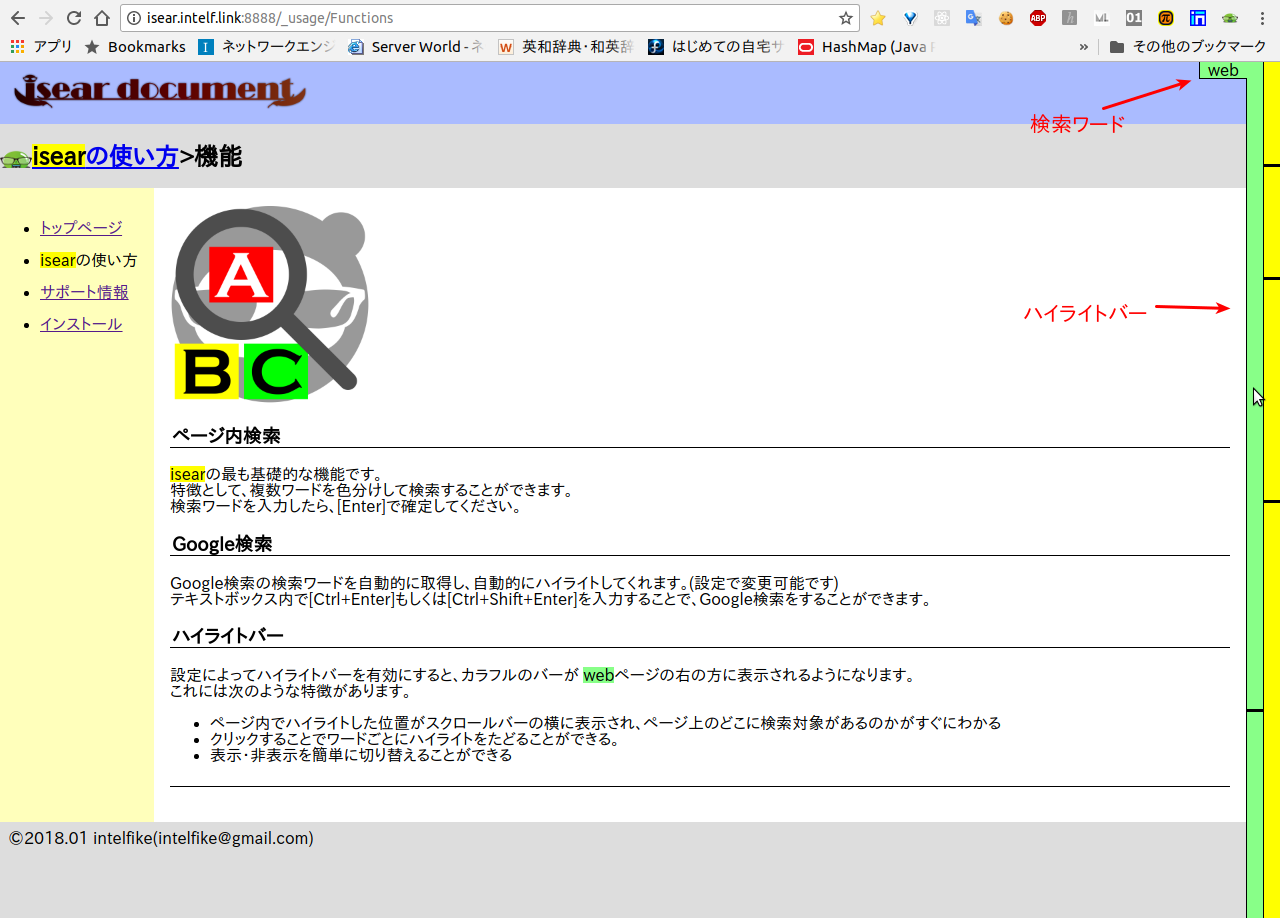 isear.intelf.link:8888/_usage/Functions
アプリ Bookmarks ネットワークエンジ Server World - ネ 英和辞典・和英辞 はじめての自宅サ HashMap (Java P » その他のブックマーク
isear document
web
検索ワード
isearの使い方>機能
トップページ
isearの使い方
サポート情報
インストール
A
B C
ハイライトバー
ページ内検索
isearの最も基礎的な機能です。
特徴として、複数ワードを色分けして検索することができます。
検索ワードを入力したら、[Enter]で確定してください。
Google検索
Google検索の検索ワードを自動的に取得し、自動的にハイライトしてくれます。(設定で変更可能です)
テキストボックス内で[Ctrl+Enter]もしくは[Ctrl+Shift+Enter]を入力することで、Google検索をすることができます。
ハイライトバー
設定によってハイライトバーを有効にすると、カラフルのバーが webページの右の方に表示されるようになります。
これには次のような特徴があります。
ページ内でハイライトした位置がスクロールバーの横に表示され、ページ上のどこに検索対象があるのかがすぐにわかる
クリックすることでワードごとにハイライトをたどることができる。
表示・非表示を簡単に切り替えることができる
©2018.01 intelfike(intelfike@gmail.com)